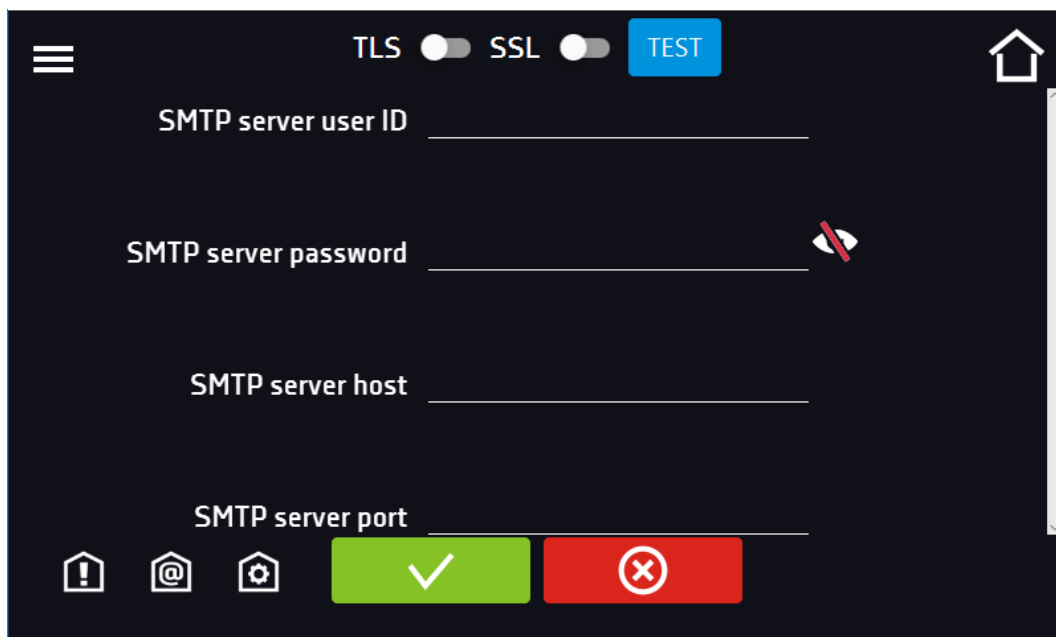 TLS SSL TEST
SMTP server user ID
SMTP server password
SMTP server host
SMTP server port